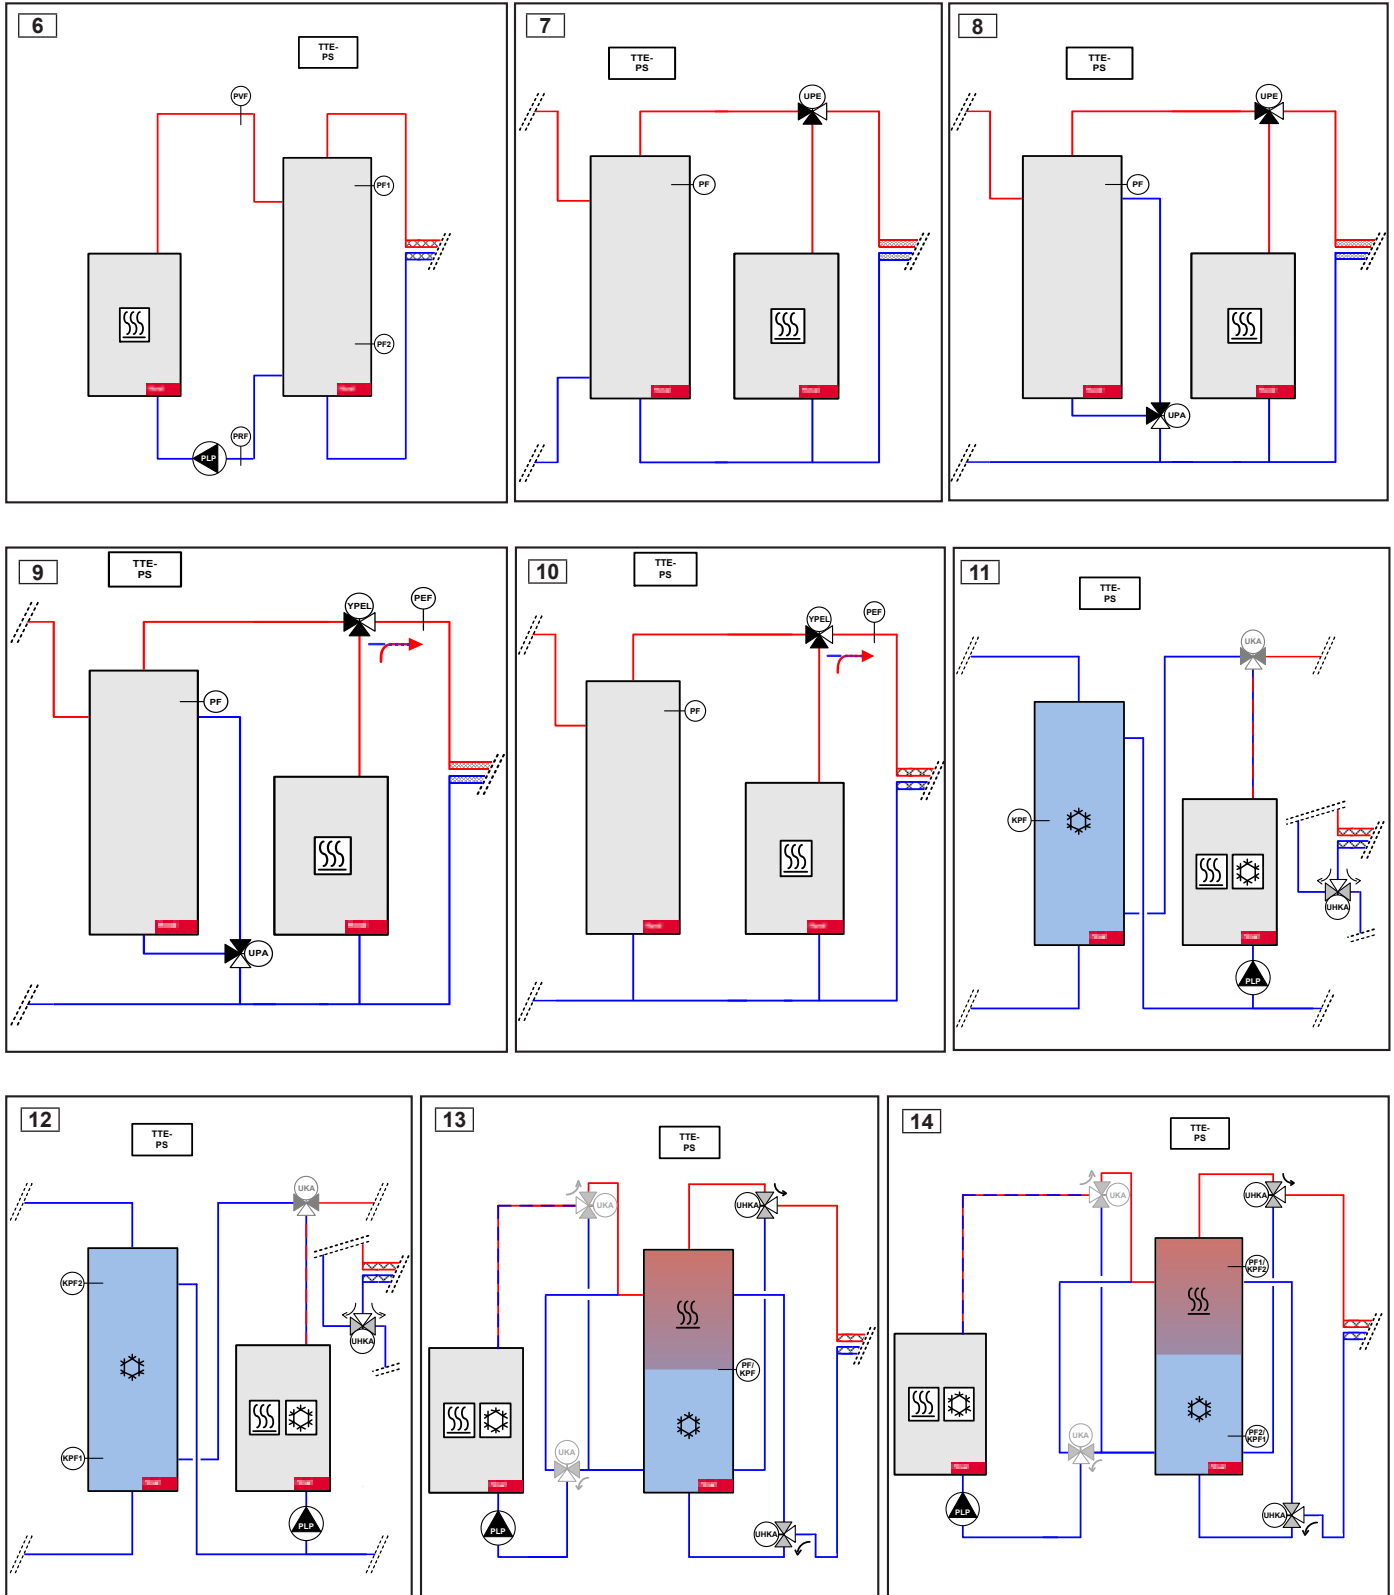 6
TTE-
PS
PVF
PF1
PF2
PRF
PLP
7
TTE-
PS
UPE
PF
8
TTE-
PS
UPE
PF
UPA
9
TTE-
PS
YPEL
PEF
PF
UPA
10
TTE-
PS
YPEL
PEF
PF
11
TTE-
PS
UKA
KPF
UHKA
PLP
12
TTE-
PS
UKA
KPF2
UHKA
KPF1
PLP
13
TTE-
PS
UKA
UHKA
PF/
KPF
UKA
PLP
UHKA
14
TTE-
PS
UKA
UHKA
PF1/
KPF2
PF2/
KPF1
UKA
PLP
UHKA